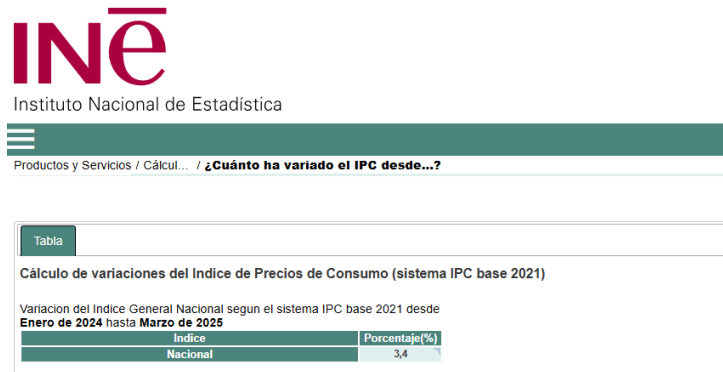 INē
Instituto Nacional de Estadística
Productos y Servicios / Cálcul... / ¿Cuánto ha variado el IPC desde...?
Tabla
Cálculo de variaciones del Indice de Precios de Consumo (sistema IPC base 2021)
Variacion del Indice General Nacional segun el sistema IPC base 2021 desde
Enero de 2024 hasta Marzo de 2025
Indice Porcentaje(%)
Nacional 3,4